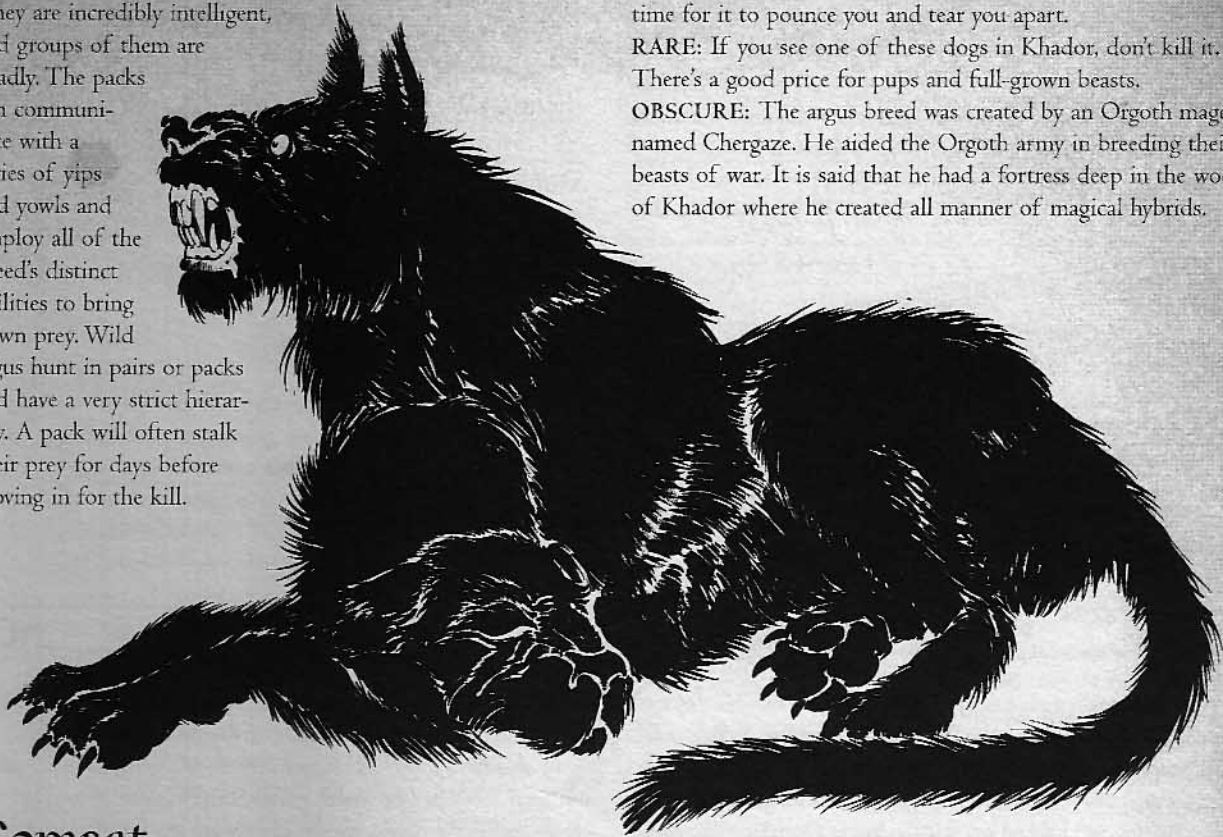 hey are incredibly intelligent,
d groups of them are
adly. The packs
n communi-
te with a
ries of yips
d yowls and
ploy all of the
eed's distinct
ilities to bring
wn prey. Wild
gus hunt in pairs or packs
d have a very strict hierar-
y. A pack will often stalk
eir prey for days before
oving in for the kill.
Combat
time for it to pounce you and tear you apart.
RARE: If you see one of these dogs in Khador, don't kill it.
There's a good price for pups and full-grown beasts.
OBSCURE: The argus breed was created by an Orgoth mage
named Chergaze. He aided the Orgoth army in breeding thei
beasts of war. It is said that he had a fortress deep in the wo
of Khador where he created all manner of magical hybrids.